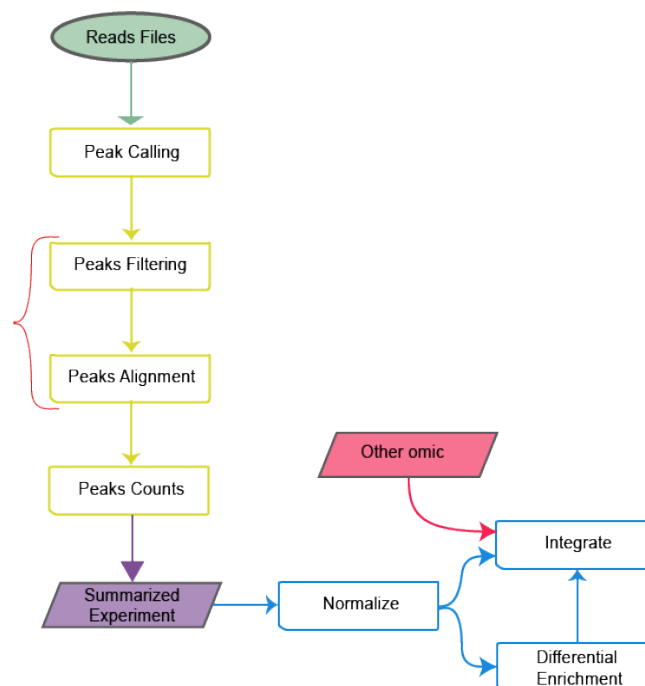 Reads Files
Peak Calling
Peaks Filtering
Peaks Alignment
Peaks Counts
Other omic
Integrate
Summarized
Experiment
Normalize
Differential
Enrichment